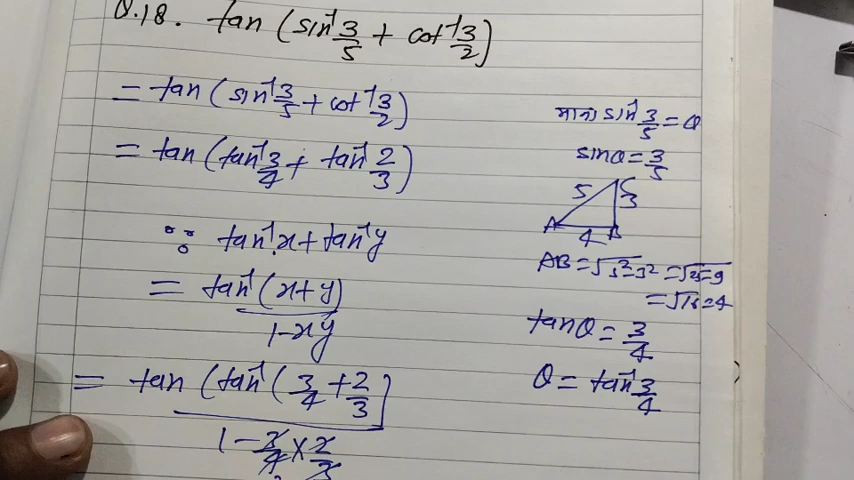 Q.18. tan (sin⁻¹ 3/5 + cot⁻¹ 3/2)
= tan (sin⁻¹ 3/5 + cot⁻¹ 3/2)
= tan (tan⁻¹ 3/4 + tan⁻¹ 2/3)
∵ tan⁻¹x + tan⁻¹y
= tan⁻¹ (x+y)
1-xy
= tan (tan⁻¹ (3/4 + 2/3)
1 - 3/4 × 2/3
माना sin⁻¹ 3/5 = θ
sinθ = 3/5
5
C
3
A
4
B
AB = √5²-3² = √25-9
= √16 = 4
tanθ = 3/4
θ = tan⁻¹ 3/4